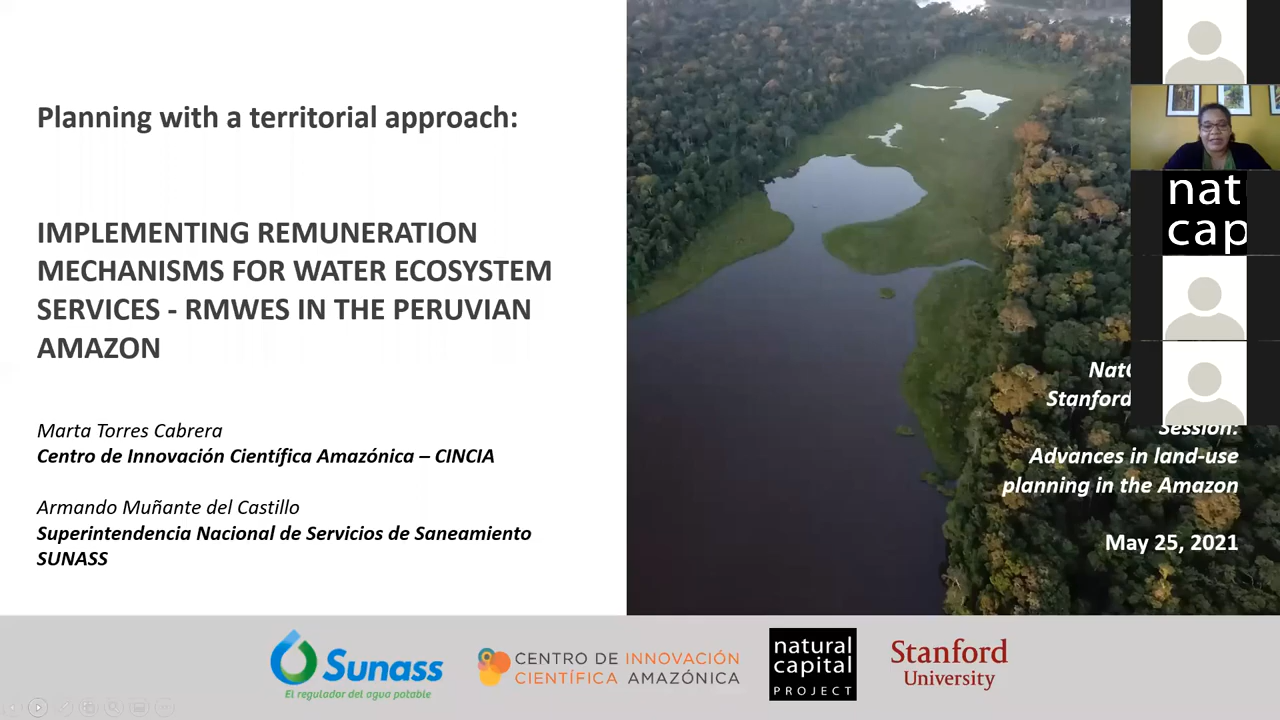 Planning with a territorial approach:
IMPLEMENTING REMUNERATION
MECHANISMS FOR WATER ECOSYSTEM
SERVICES - RMWES IN THE PERUVIAN
AMAZON
Marta Torres Cabrera
Centro de Innovación Científica Amazónica – CINCIA
Armando Muñante del Castillo
Superintendencia Nacional de Servicios de Saneamiento
SUNASS
nat
cap
Stanford
Session:
Advances in land-use
planning in the Amazon
May 25, 2021
Sunass
El regulador del agua potable
CENTRO DE INNOVACIÓN
CIENTÍFICA AMAZÓNICA
natural
capital
PROJECT
Stanford
University